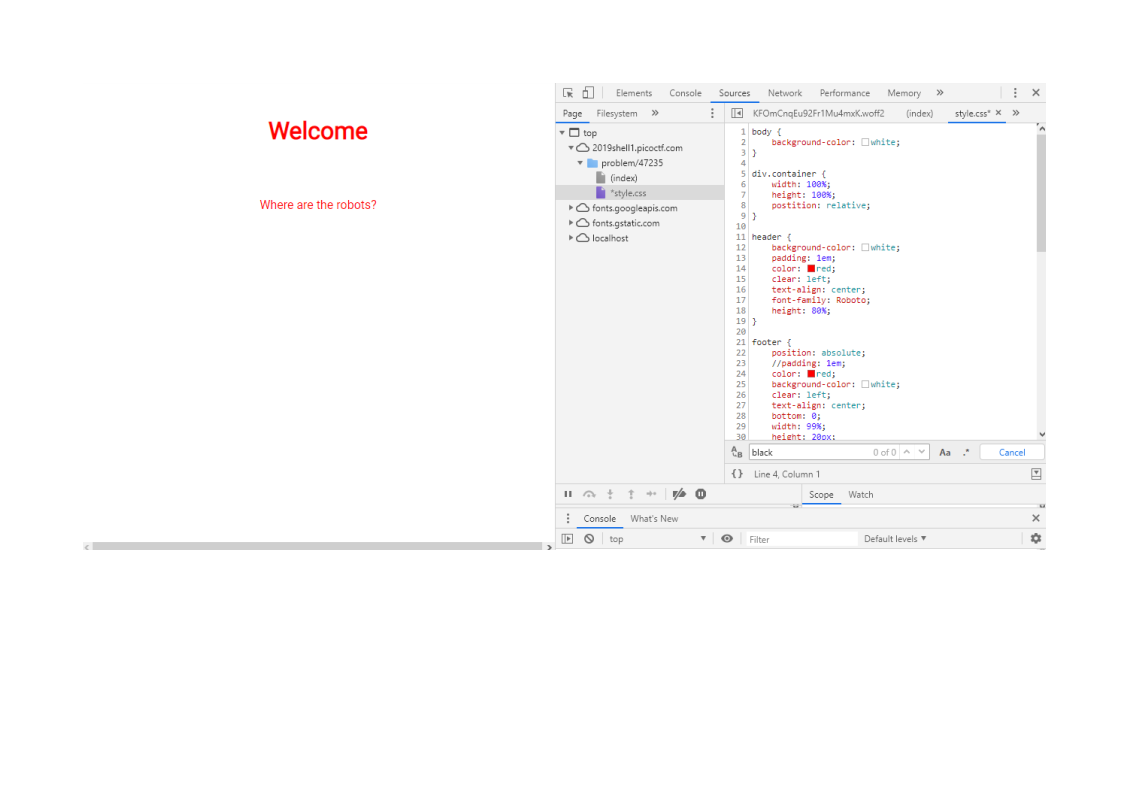 Welcome
Where are the robots?
Elements Console Sources Network Performance Memory »
Page Filesystem »
KFOmCnqEu92Fr1Mu4mxK.woff2 (index) style.css* × »
top
2019shell1.picoctf.com
problem/47235
(index)
*style.css
fonts.googleapis.com
fonts.gstatic.com
localhost
1 body {
2 background-color: white;
3 }
4
5 div.container {
6 width: 100%;
7 height: 100%;
8 postition: relative;
9 }
10
11 header {
12 background-color: white;
13 padding: 1em;
14 color: red;
15 clear: left;
16 text-align: center;
17 font-family: Roboto;
18 height: 80%;
19 }
20
21 footer {
22 position: absolute;
23 //padding: 1em;
24 color: red;
25 background-color: white;
26 clear: left;
27 text-align: center;
28 bottom: 0;
29 width: 99%;
30 height: 20px;
black 0 of 0 Aa .* Cancel
{} Line 4, Column 1
Scope Watch
Console What's New
top Filter Default levels